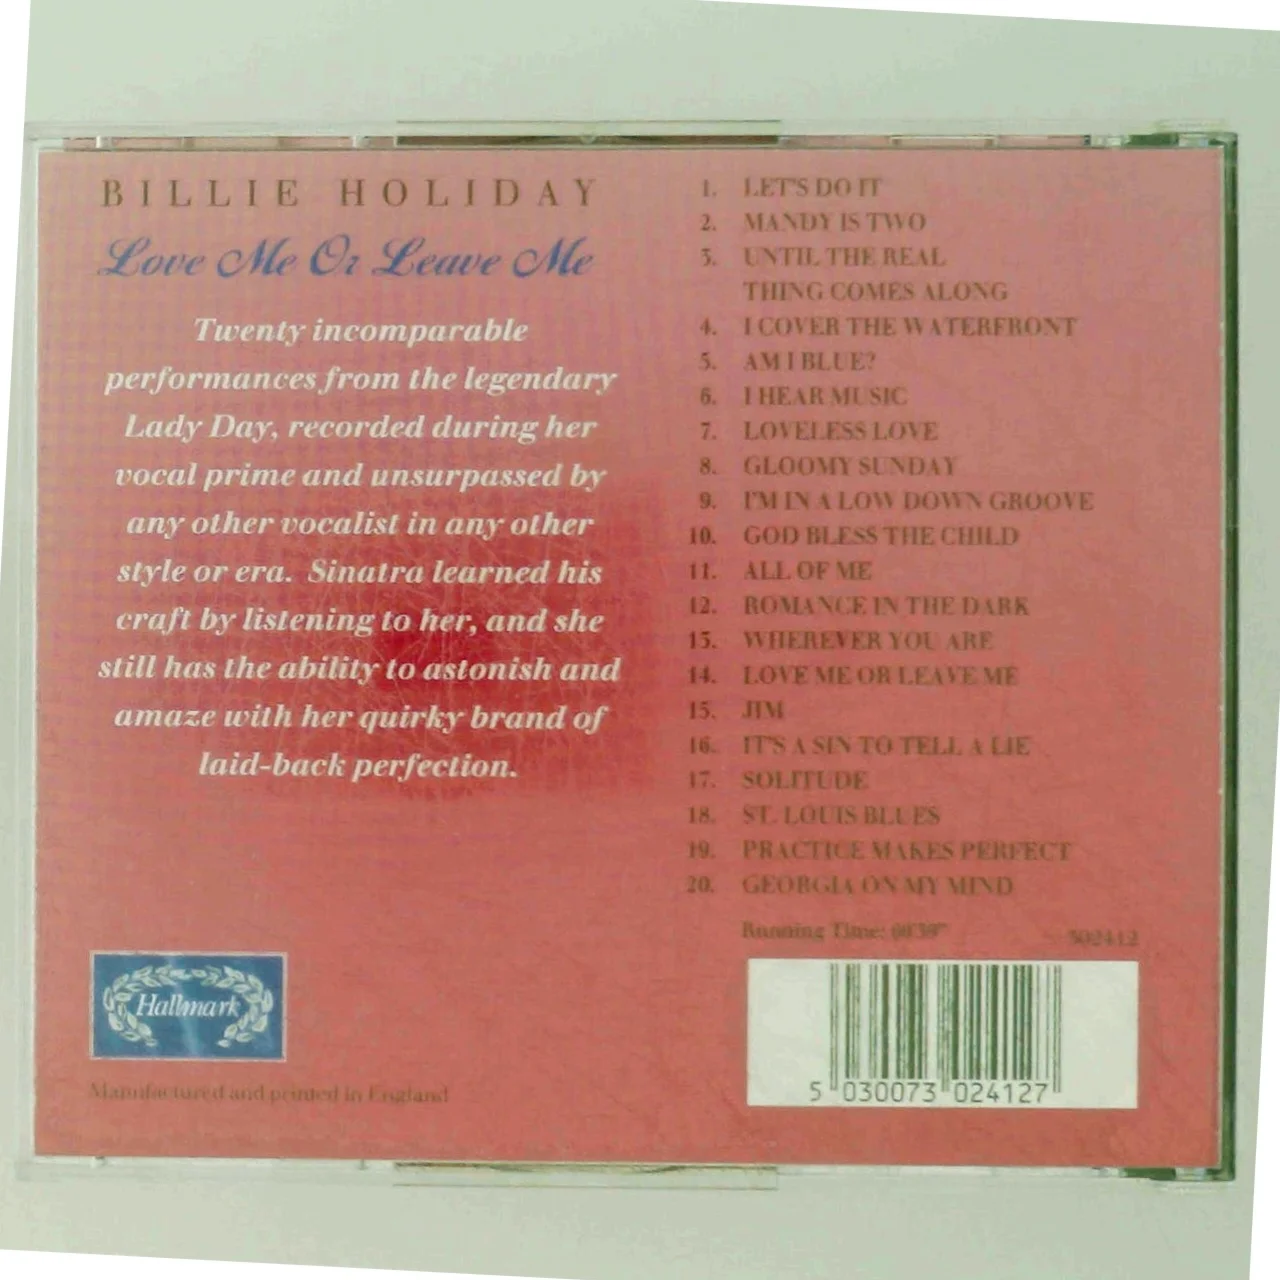 BILLIE HOLIDAY
Love Me Or Leave Me
Twenty incomparable
performances from the legendary
Lady Day, recorded during her
vocal prime and unsurpassed by
any other vocalist in any other
style or era. Sinatra learned his
craft by listening to her, and she
still has the ability to astonish and
amaze with her quirky brand of
laid-back perfection.
1. LET'S DO IT
2. MANDY IS TWO
3. UNTIL THE REAL
THING COMES ALONG
4. I COVER THE WATERFRONT
5. AM I BLUE?
6. I HEAR MUSIC
7. LOVELESS LOVE
8. GLOOMY SUNDAY
9. I'M IN A LOW DOWN GROOVE
10. GOD BLESS THE CHILD
11. ALL OF ME
12. ROMANCE IN THE DARK
13. WHEREVER YOU ARE
14. LOVE ME OR LEAVE ME
15. JIM
16. IT'S A SIN TO TELL A LIE
17. SOLITUDE
18. ST. LOUIS BLUES
19. PRACTICE MAKES PERFECT
20. GEORGIA ON MY MIND
Running Time:
302412
Hallmark
Manufactured and printed in England
5 030073 024127